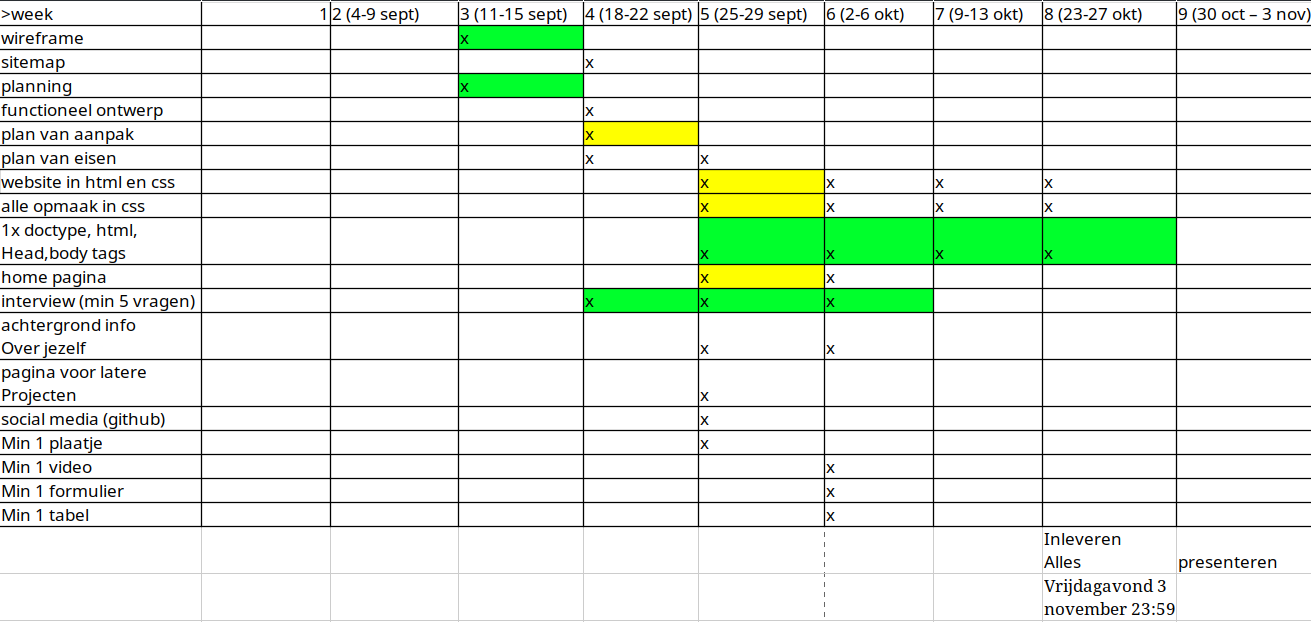 >week 1 2 (4-9 sept) 3 (11-15 sept) 4 (18-22 sept) 5 (25-29 sept) 6 (2-6 okt) 7 (9-13 okt) 8 (23-27 okt) 9 (30 oct – 3 nov)
wireframe x
sitemap x
planning x
functioneel ontwerp x
plan van aanpak x
plan van eisen x x
website in html en css x x x x
alle opmaak in css x x x x
1x doctype, html,
Head,body tags x x x x
home pagina x x
interview (min 5 vragen) x x x
achtergrond info
Over jezelf x x
pagina voor latere
Projecten x
social media (github) x
Min 1 plaatje x
Min 1 video x
Min 1 formulier x
Min 1 tabel x
Inleveren
Alles presenteren
Vrijdagavond 3
november 23:59